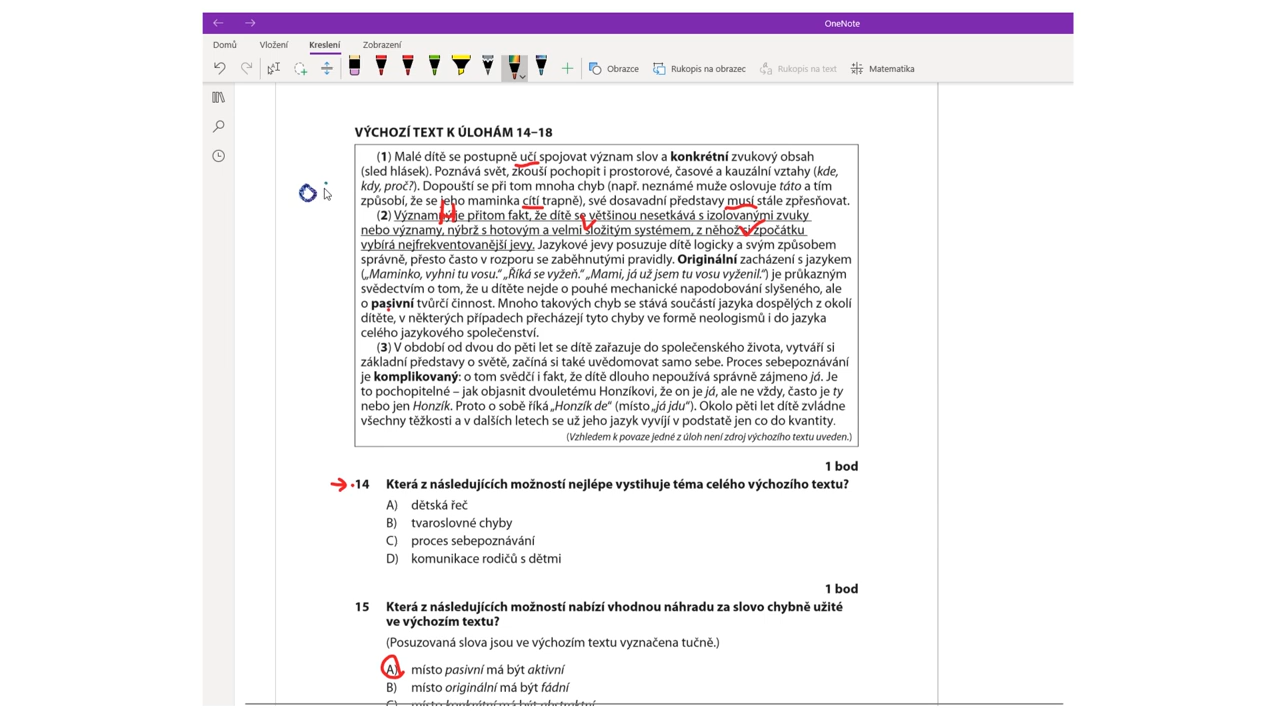 OneNote
Domů Vložení Kreslení Zobrazení
Obrazce Rukopis na obrazec Rukopis na text Matematika
VÝCHOZÍ TEXT K ÚLOHÁM 14–18
(1) Malé dítě se postupně učí spojovat význam slov a konkrétní zvukový obsah
(sled hlásek). Poznává svět, zkouší pochopit i prostorové, časové a kauzální vztahy (kde,
kdy, proč?). Dopouští se při tom mnoha chyb (např. neznámé muže oslovuje táto a tím
způsobí, že se jeho maminka cítí trapně), své dosavadní představy musí stále zpřesňovat.
(2) Významný je přitom fakt, že dítě se většinou nesetkává s izolovanými zvuky
nebo významy, nýbrž s hotovým a velmi složitým systémem, z něhož si zpočátku
vybírá nejfrekventovanější jevy. Jazykové jevy posuzuje dítě logicky a svým způsobem
správně, přesto často v rozporu se zaběhnutými pravidly. Originální zacházení s jazykem
(„Maminko, vyhni tu vosu.“ „Říká se vyžeň.“ „Mami, já už jsem tu vosu vyženil.“) je průkazným
svědectvím o tom, že u dítěte nejde o pouhé mechanické napodobování slyšeného, ale
o pasivní tvůrčí činnost. Mnoho takových chyb se stává součástí jazyka dospělých z okolí
dítěte, v některých případech přecházejí tyto chyby ve formě neologismů i do jazyka
celého jazykového společenství.
(3) V období od dvou do pěti let se dítě zařazuje do společenského života, vytváří si
základní představy o světě, začíná si také uvědomovat samo sebe. Proces sebepoznávání
je komplikovaný: o tom svědčí i fakt, že dítě dlouho nepoužívá správně zájmeno já. Je
to pochopitelné – jak objasnit dvouletému Honzíkovi, že on je já, ale ne vždy, často je ty
nebo jen Honzík. Proto o sobě říká „Honzík de“ (místo „já jdu“). Okolo pěti let dítě zvládne
všechny těžkosti a v dalších letech se už jeho jazyk vyvíjí v podstatě jen co do kvantity.
(Vzhledem k povaze jedné z úloh není zdroj výchozího textu uveden.)
1 bod
14 Která z následujících možností nejlépe vystihuje téma celého výchozího textu?
A) dětská řeč
B) tvaroslovné chyby
C) proces sebepoznávání
D) komunikace rodičů s dětmi
1 bod
15 Která z následujících možností nabízí vhodnou náhradu za slovo chybně užité
ve výchozím textu?
(Posuzovaná slova jsou ve výchozím textu vyznačena tučně.)
A) místo pasivní má být aktivní
B) místo originální má být fádní
C) místo konkrétní má být abstraktní